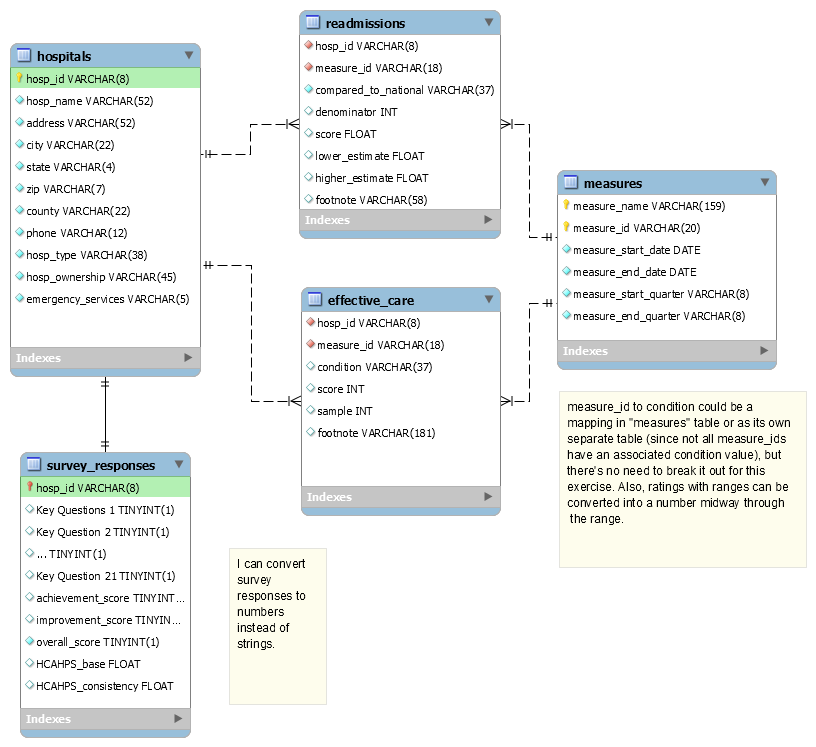 hospitals
hosp_id VARCHAR(8)
hosp_name VARCHAR(52)
address VARCHAR(52)
city VARCHAR(22)
state VARCHAR(4)
zip VARCHAR(7)
county VARCHAR(22)
phone VARCHAR(12)
hosp_type VARCHAR(38)
hosp_ownership VARCHAR(45)
emergency_services VARCHAR(5)
Indexes
readmissions
hosp_id VARCHAR(8)
measure_id VARCHAR(18)
compared_to_national VARCHAR(37)
denominator INT
score FLOAT
lower_estimate FLOAT
higher_estimate FLOAT
footnote VARCHAR(58)
Indexes
measures
measure_name VARCHAR(159)
measure_id VARCHAR(20)
measure_start_date DATE
measure_end_date DATE
measure_start_quarter VARCHAR(8)
measure_end_quarter VARCHAR(8)
Indexes
effective_care
hosp_id VARCHAR(8)
measure_id VARCHAR(18)
condition VARCHAR(37)
score INT
sample INT
footnote VARCHAR(181)
Indexes
survey_responses
hosp_id VARCHAR(8)
Key Questions 1 TINYINT(1)
Key Question 2 TINYINT(1)
... TINYINT(1)
Key Question 21 TINYINT(1)
achievement_score TINYINT...
improvement_score TINYIN...
overall_score TINYINT(1)
HCAHPS_base FLOAT
HCAHPS_consistency FLOAT
Indexes
I can convert
survey
responses to
numbers
instead of
strings.
measure_id to condition could be a
mapping in "measures" table or as its own
separate table (since not all measure_ids
have an associated condition value), but
there's no need to break it out for this
exercise. Also, ratings with ranges can be
converted into a number midway through
the range.